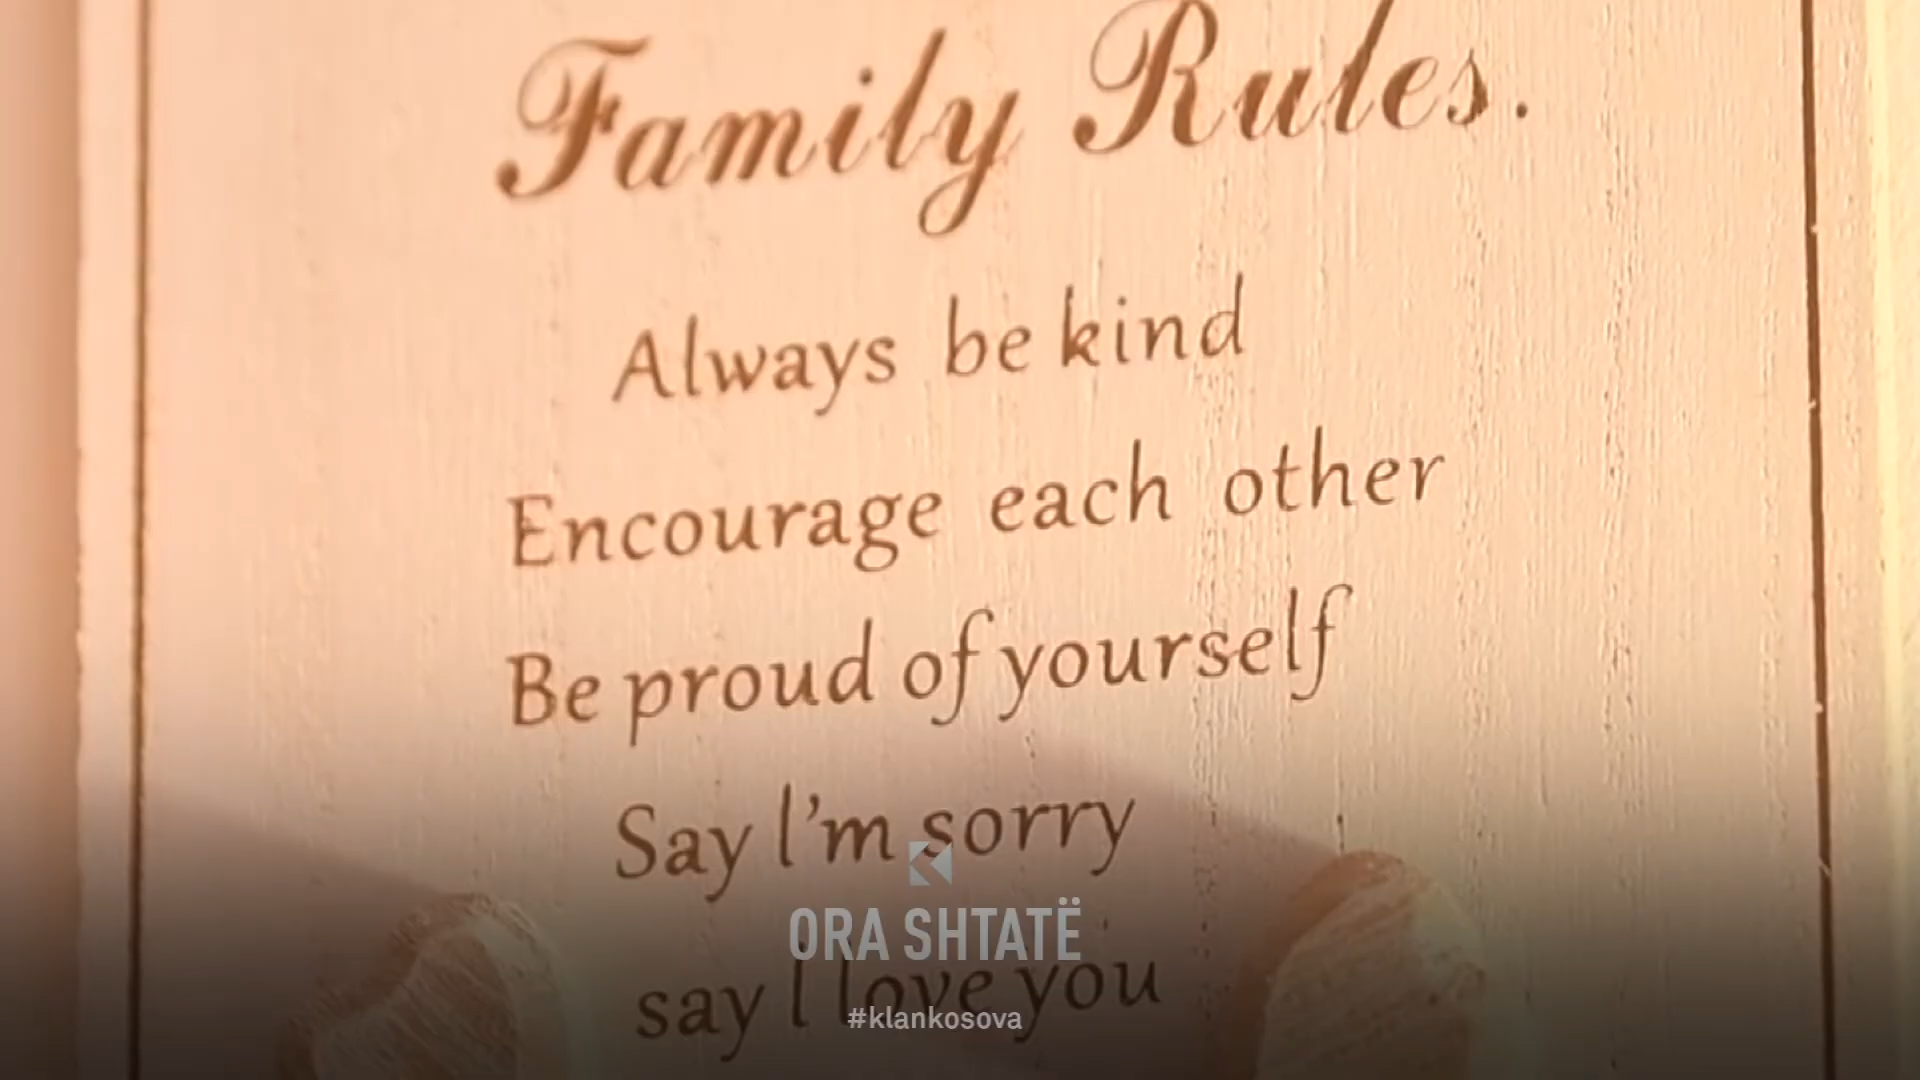 Family Rules.
Always be kind
Encourage each other
Be proud of yourself
Say I'm sorry
ORA SHTATË
say I love you
#klankosova